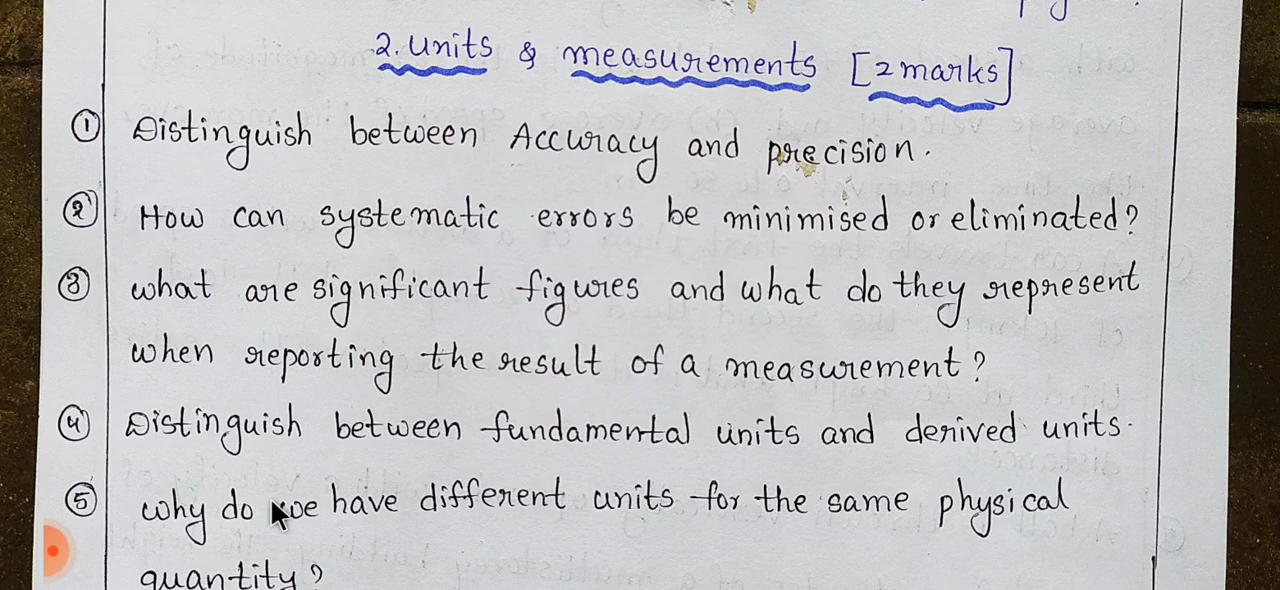 2. Units & measurements [2 marks]
① Distinguish between Accuracy and precision.
② How can systematic errors be minimised or eliminated?
③ what are significant figures and what do they represent
when reporting the result of a measurement?
④ Distinguish between fundamental units and derived units.
⑤ why do we have different units for the same physical
quantity?